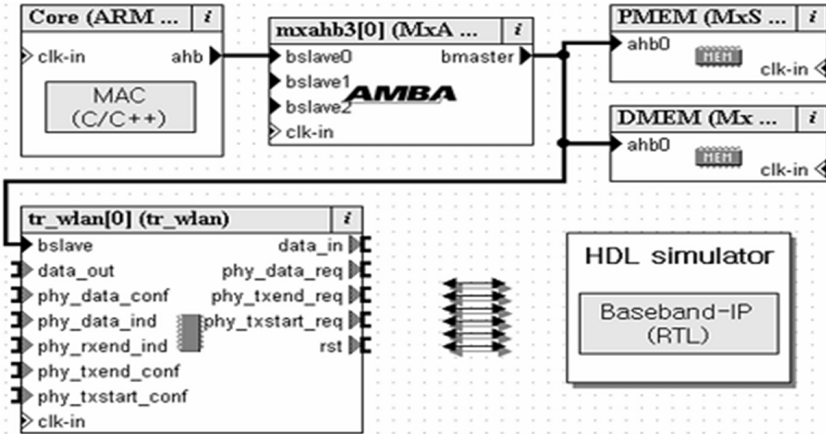 Core (ARM ... i
clk-in ahb
MAC
(C/C++)
mxahb3[0] (MxA ... i
bslave0 bmaster
bslave1
bslave2
AMBA
clk-in
PMEM (MxS ... i
ahb0
MEM
clk-in
DMEM (Mx ... i
ahb0
MEM
clk-in
tr_wlan[0] (tr_wlan) i
bslave data_in
data_out phy_data_req
phy_data_conf phy_txend_req
phy_data_ind phy_txstart_req
phy_rxend_ind rst
phy_txend_conf
phy_txstart_conf
clk-in
HDL simulator
Baseband-IP
(RTL)